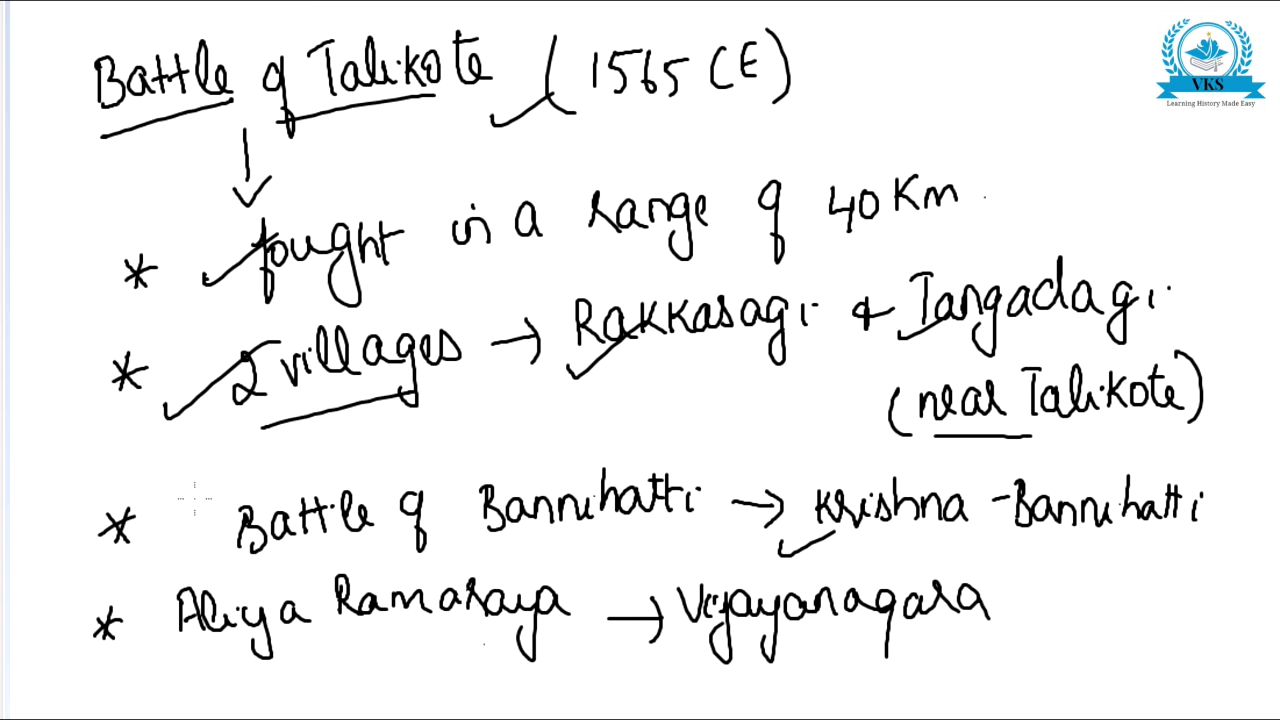 Battle of Talikote (1565 CE)
VKS
Learning History Made Easy
* fought in a range of 40 Km
* 2 villages → Rakkasagi & Tangadagi
(near Talikote)
* Battle of Bannihatti → Krishna - Bannihatti
* Aliya Ramaraya → Vijayanagara